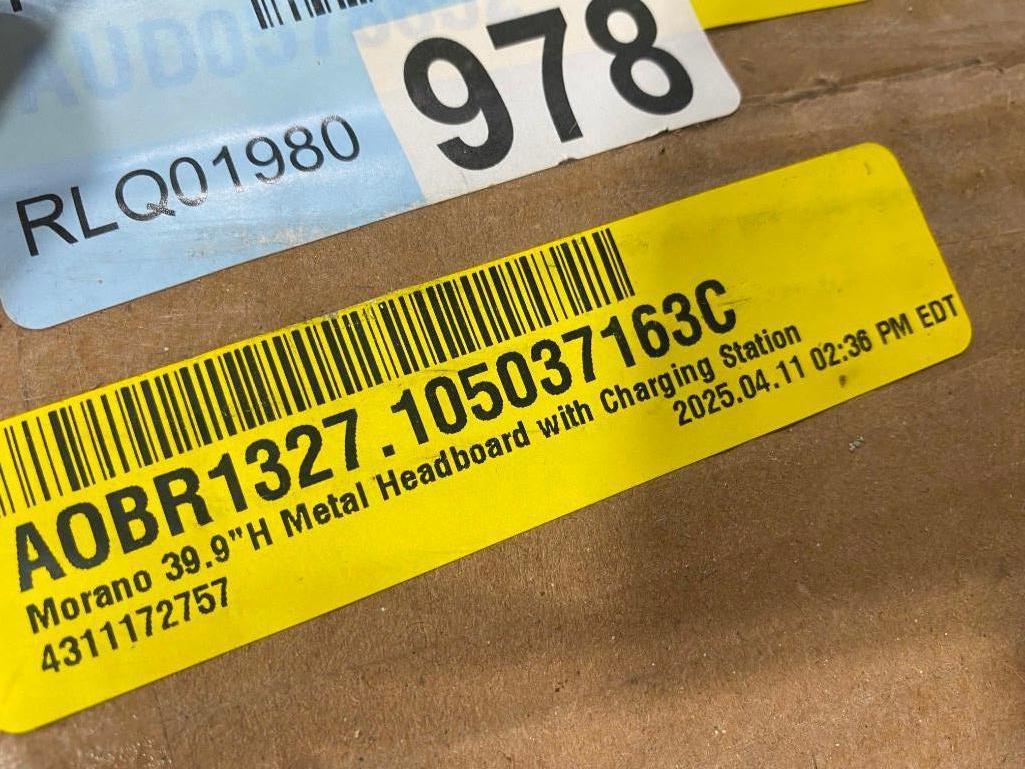 978
RLQ01980
AOBR1327.105037163C
Morano 39.9"H Metal Headboard with Charging Station
4311172757
2025.04.11 02:36 PM EDT